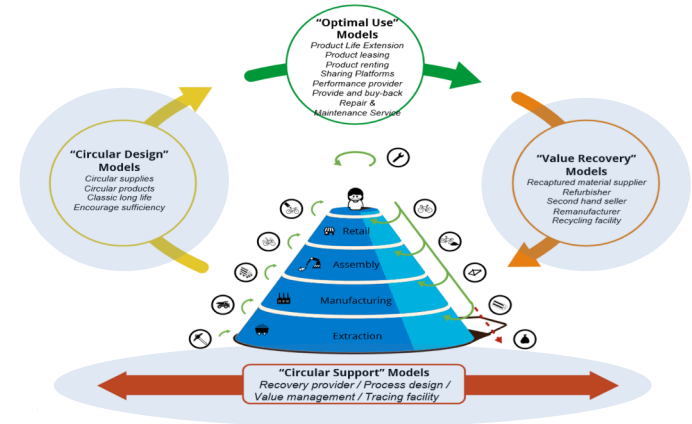 “Optimal Use”
Models
Product Life Extension
Product leasing
Product renting
Sharing Platforms
Performance provider
Provide and buy-back
Repair &
Maintenance Service
“Circular Design”
Models
Circular supplies
Circular products
Classic long life
Encourage sufficiency
“Value Recovery”
Models
Recaptured material supplier
Refurbisher
Second hand seller
Remanufacturer
Recycling facility
Retail
Assembly
Manufacturing
Extraction
“Circular Support” Models
Recovery provider / Process design /
Value management / Tracing facility